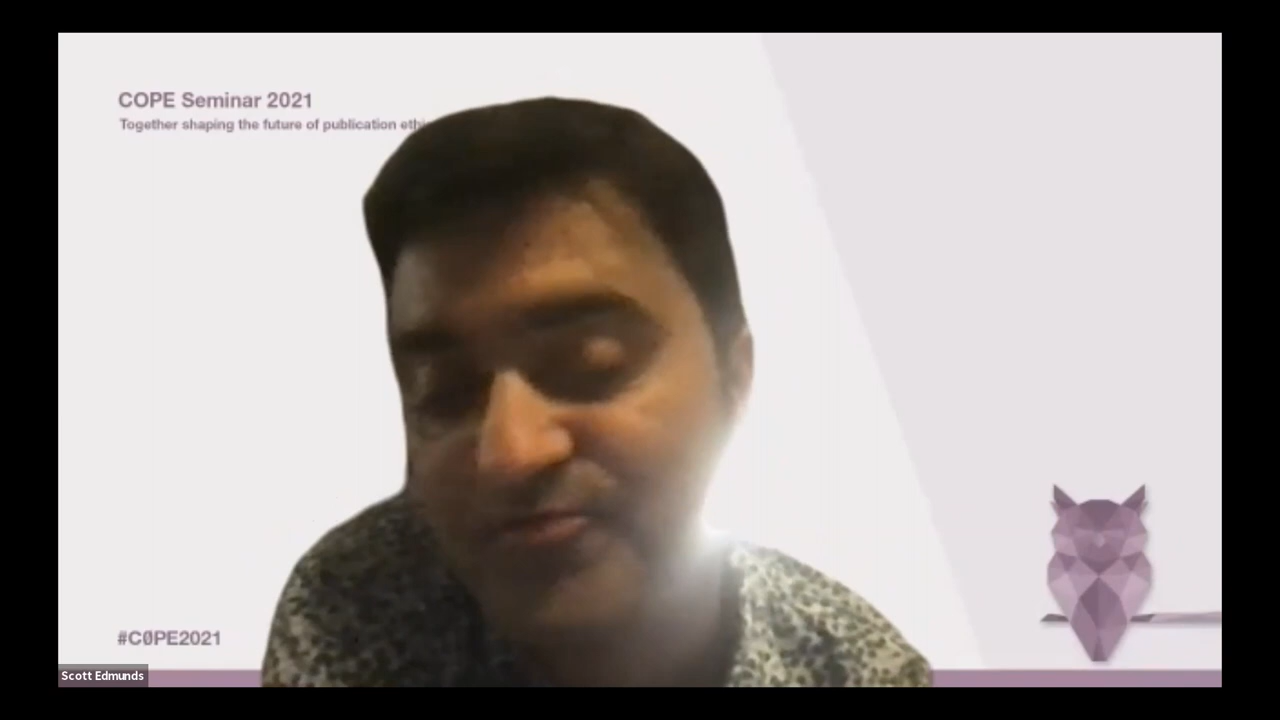 COPE Seminar 2021
Together shaping the future of publication
#C0PE2021
Scott Edmunds